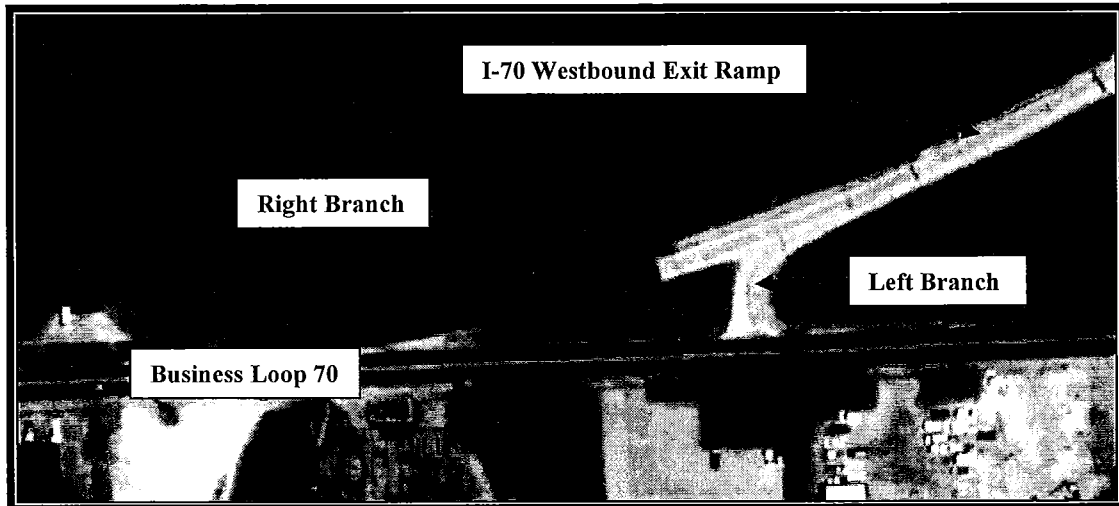 I-70 Westbound Exit Ramp
Right Branch
Left Branch
Business Loop 70